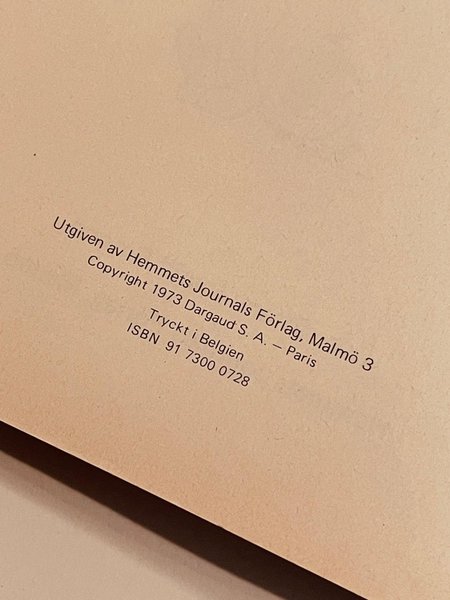 Utgiven av Hemmets Journals Förlag, Malmö 3
Copyright 1973 Dargaud S. A. — Paris
Tryckt i Belgien
ISBN 91 7300 0728